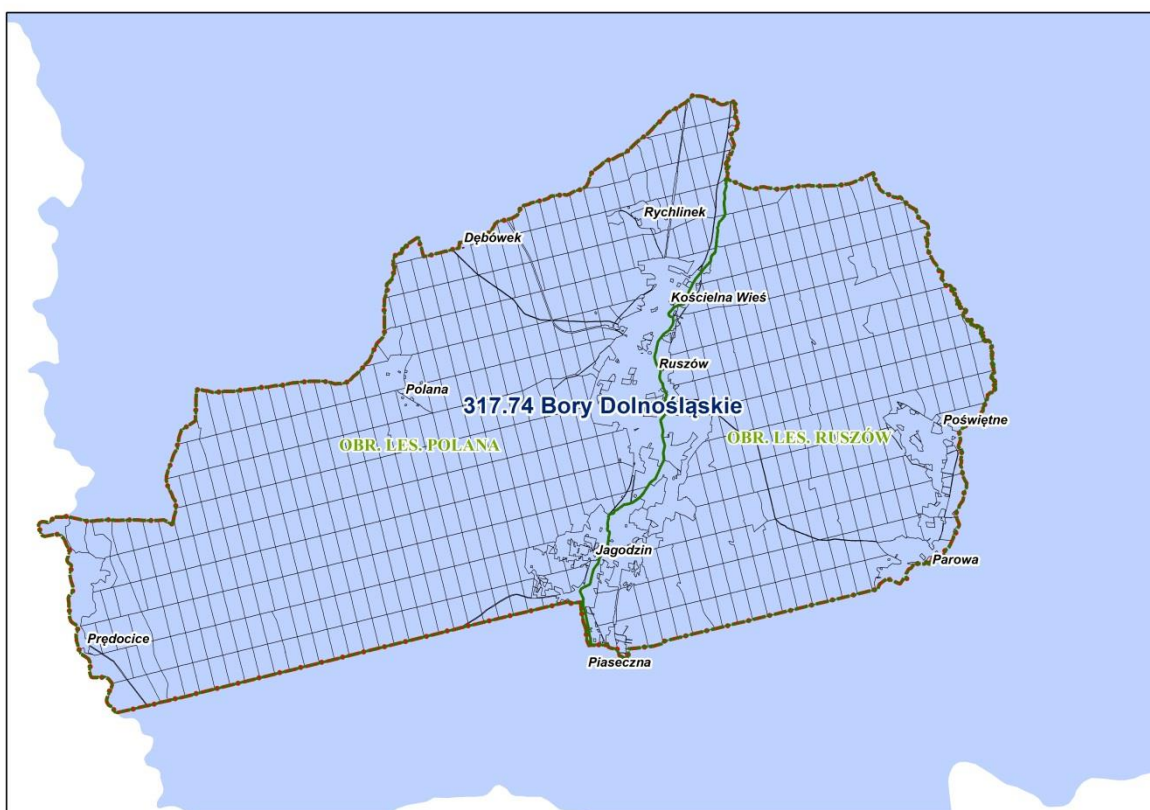 Rychlinek
Dębówek
Kościelna Wieś
Ruszów
Polana
317.74 Bory Dolnośląskie
Poświętne
OBR. LES. POLANA
OBR. LES. RUSZÓW
Jagodzin
Parowa
Prędocice
Piaseczna